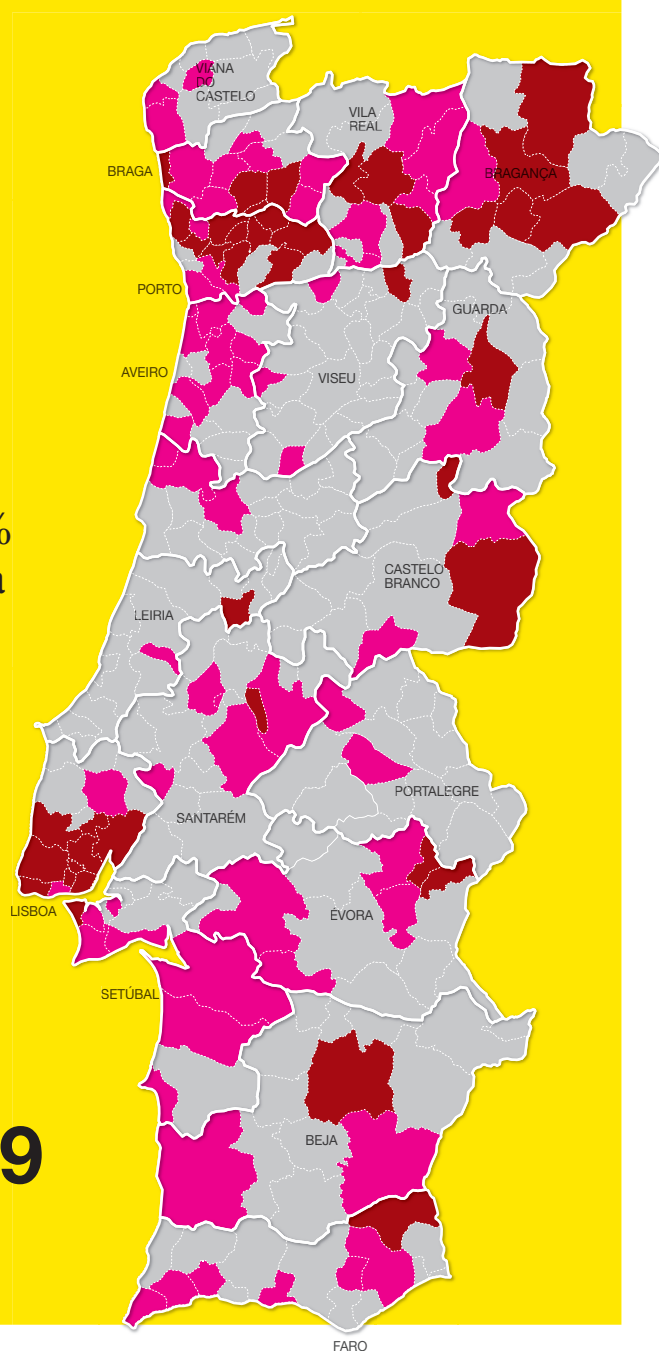 VIANA
DO
CASTELO
VILA
REAL
BRAGA
BRAGANÇA
PORTO
GUARDA
AVEIRO
VISEU
%
a
CASTELO
BRANCO
LEIRIA
PORTALEGRE
SANTARÉM
LISBOA
ÉVORA
SETÚBAL
BEJA
9
FARO